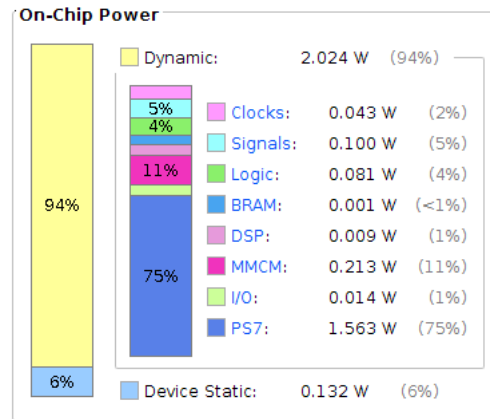 On-Chip Power
Dynamic: 2.024 W (94%)
94%
6%
5%
4%
11%
75%
Clocks: 0.043 W (2%)
Signals: 0.100 W (5%)
Logic: 0.081 W (4%)
BRAM: 0.001 W (<1%)
DSP: 0.009 W (1%)
MMCM: 0.213 W (11%)
I/O: 0.014 W (1%)
PS7: 1.563 W (75%)
Device Static: 0.132 W (6%)